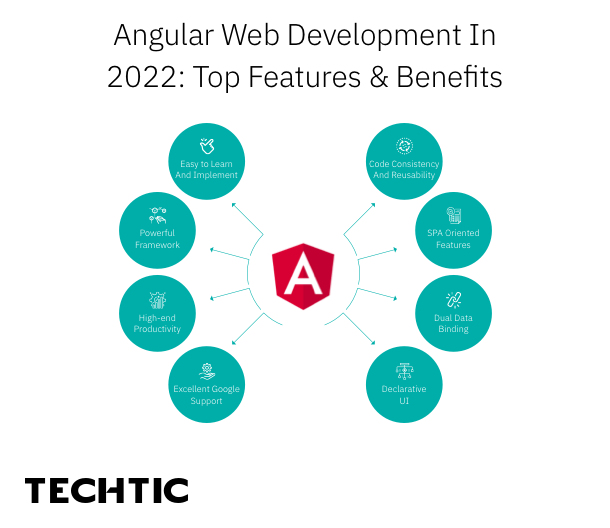 Angular Web Development In
2022: Top Features & Benefits
Easy to Learn
And Implement
Code Consistency
And Reusability
Powerful
Framework
SPA Oriented
Features
High-end
Productivity
Dual Data
Binding
Excellent Google
Support
Declarative
UI
A
TECHTIC